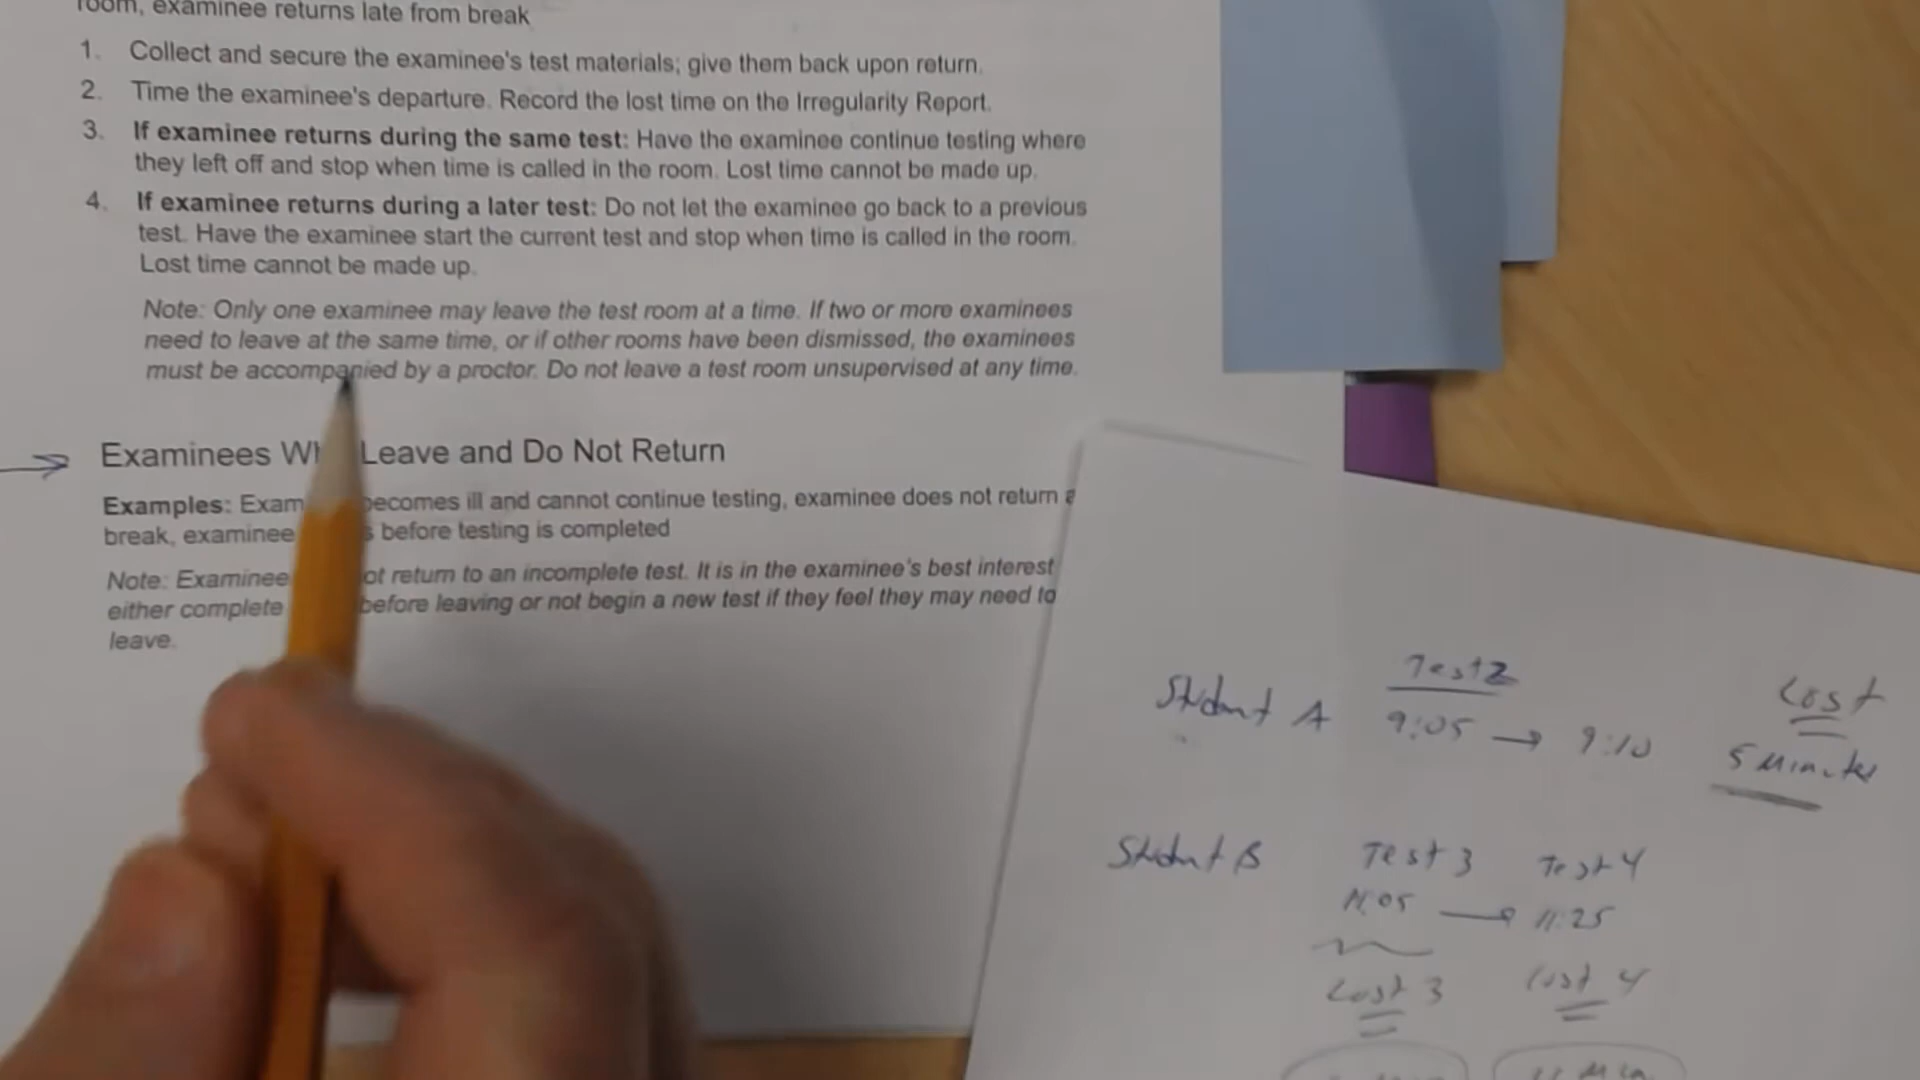 room, examinee returns late from break
1. Collect and secure the examinee's test materials; give them back upon return.
2. Time the examinee's departure. Record the lost time on the Irregularity Report.
3. If examinee returns during the same test: Have the examinee continue testing where
they left off and stop when time is called in the room. Lost time cannot be made up.
4. If examinee returns during a later test: Do not let the examinee go back to a previous
test. Have the examinee start the current test and stop when time is called in the room.
Lost time cannot be made up.
Note: Only one examinee may leave the test room at a time. If two or more examinees
need to leave at the same time, or if other rooms have been dismissed, the examinees
must be accompanied by a proctor. Do not leave a test room unsupervised at any time.
Examinees Leave and Do Not Return
Examples: becomes ill and cannot continue testing, examinee does not return
break, examinee before testing is completed
Note: Examinee return to an incomplete test. It is in the examinee's best interest
either complete before leaving or not begin a new test if they feel they may need to
leave.
Test 2
Lost
Student A 9:05 → 9:10
5 Minutes
Student B Test 3 Test 4
11:05 → 11:25
Lost 3 Lost 4